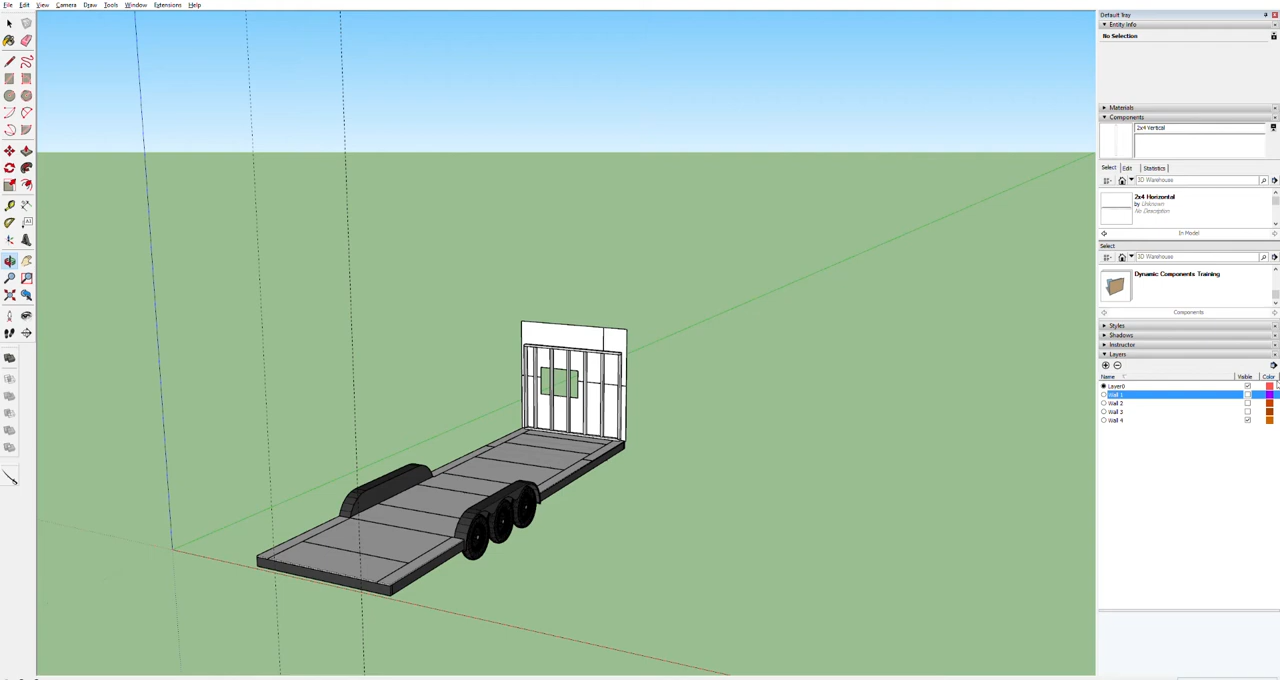 File Edit View Camera Draw Tools Window Extensions Help
Default Tray
Entity Info
No Selection
Materials
Components
2x4 Vertical
Select Edit Statistics
3D Warehouse
2x4 Horizontal
by Unknown
No Description
In Model
Select
3D Warehouse
Dynamic Components Training
Components
Styles
Shadows
Instructor
Layers
Name Visible Color
Layer0
Wall 1
Wall 2
Wall 3
Wall 4